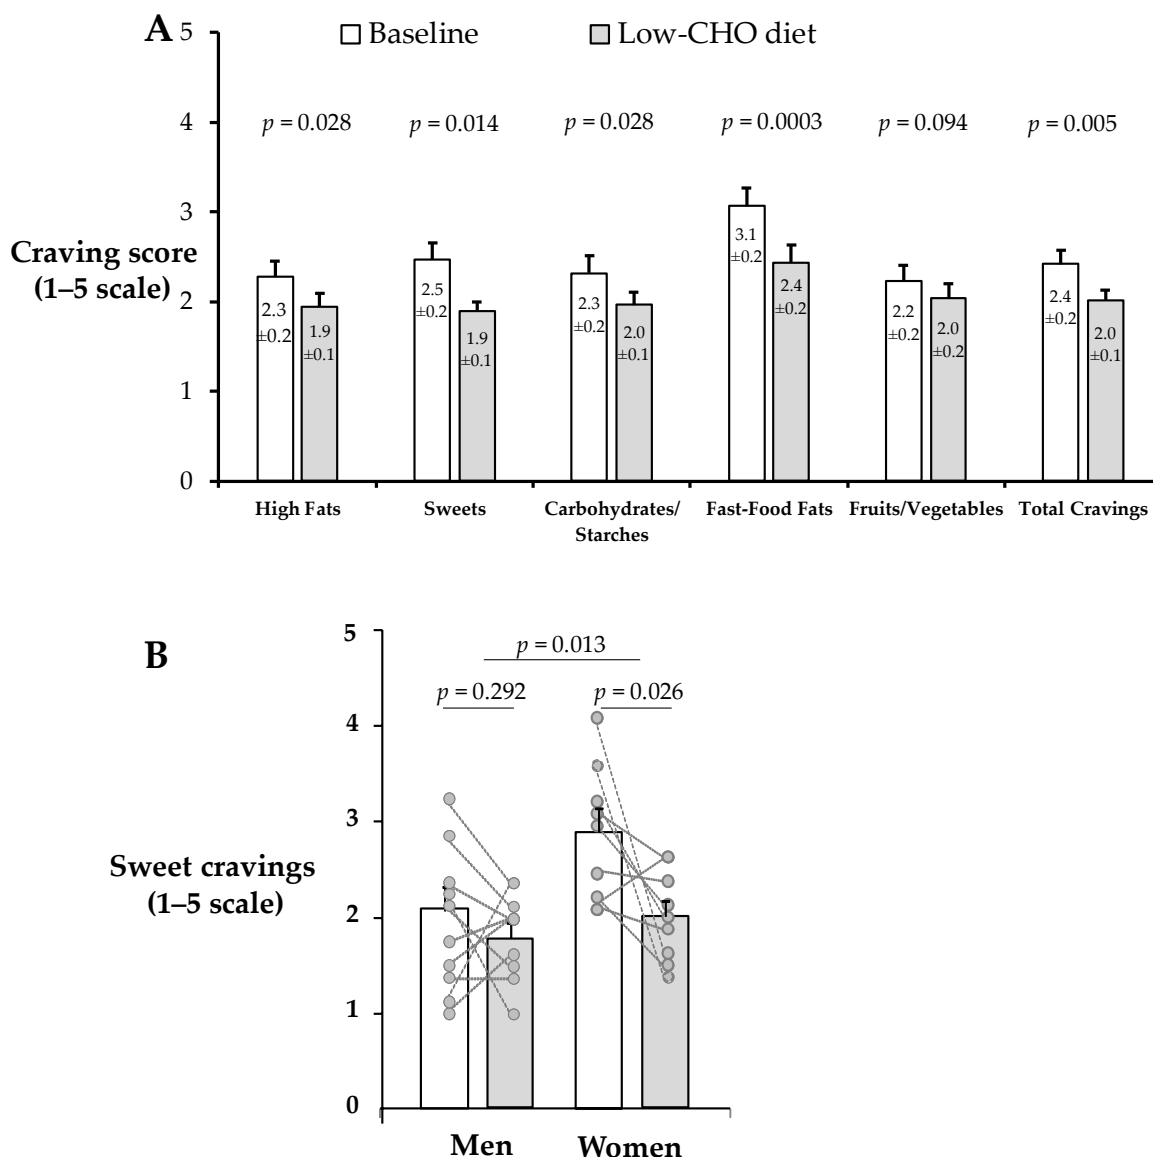 A
5
Baseline
Low-CHO diet
4
p = 0.028
p = 0.014
p = 0.028
p = 0.0003
p = 0.094
p = 0.005
3
Craving score
(1–5 scale)
2
1
0
2.3
±0.2
1.9
±0.1
2.5
±0.2
1.9
±0.1
2.3
±0.2
2.0
±0.1
3.1
±0.2
2.4
±0.2
2.2
±0.2
2.0
±0.2
2.4
±0.2
2.0
±0.1
High Fats
Sweets
Carbohydrates/
Starches
Fast-Food Fats
Fruits/Vegetables
Total Cravings
B
5
p = 0.013
p = 0.292
p = 0.026
4
3
Sweet cravings
(1–5 scale)
2
1
0
Men
Women